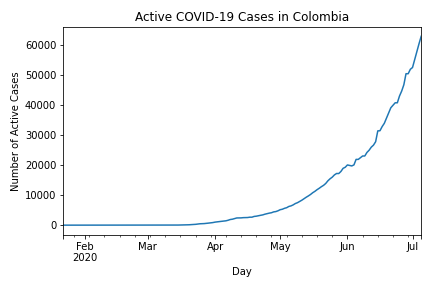 Active COVID-19 Cases in Colombia
Number of Active Cases
60000
50000
40000
30000
20000
10000
0
Feb
2020
Mar
Apr
May
Jun
Jul
Day